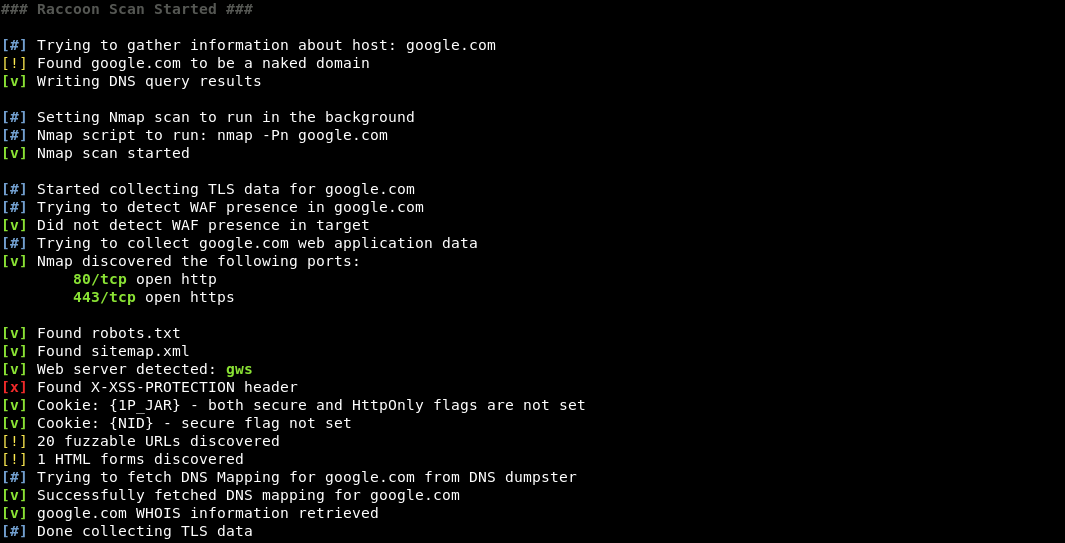 ### Raccoon Scan Started ###
[#] Trying to gather information about host: google.com
[!] Found google.com to be a naked domain
[v] Writing DNS query results
[#] Setting Nmap scan to run in the background
[#] Nmap script to run: nmap -Pn google.com
[v] Nmap scan started
[#] Started collecting TLS data for google.com
[#] Trying to detect WAF presence in google.com
[v] Did not detect WAF presence in target
[#] Trying to collect google.com web application data
[v] Nmap discovered the following ports:
80/tcp open http
443/tcp open https
[v] Found robots.txt
[v] Found sitemap.xml
[v] Web server detected: gws
[x] Found X-XSS-PROTECTION header
[v] Cookie: {1P_JAR} - both secure and HttpOnly flags are not set
[v] Cookie: {NID} - secure flag not set
[!] 20 fuzzable URLs discovered
[!] 1 HTML forms discovered
[#] Trying to fetch DNS Mapping for google.com from DNS dumpster
[v] Successfully fetched DNS mapping for google.com
[v] google.com WHOIS information retrieved
[#] Done collecting TLS data